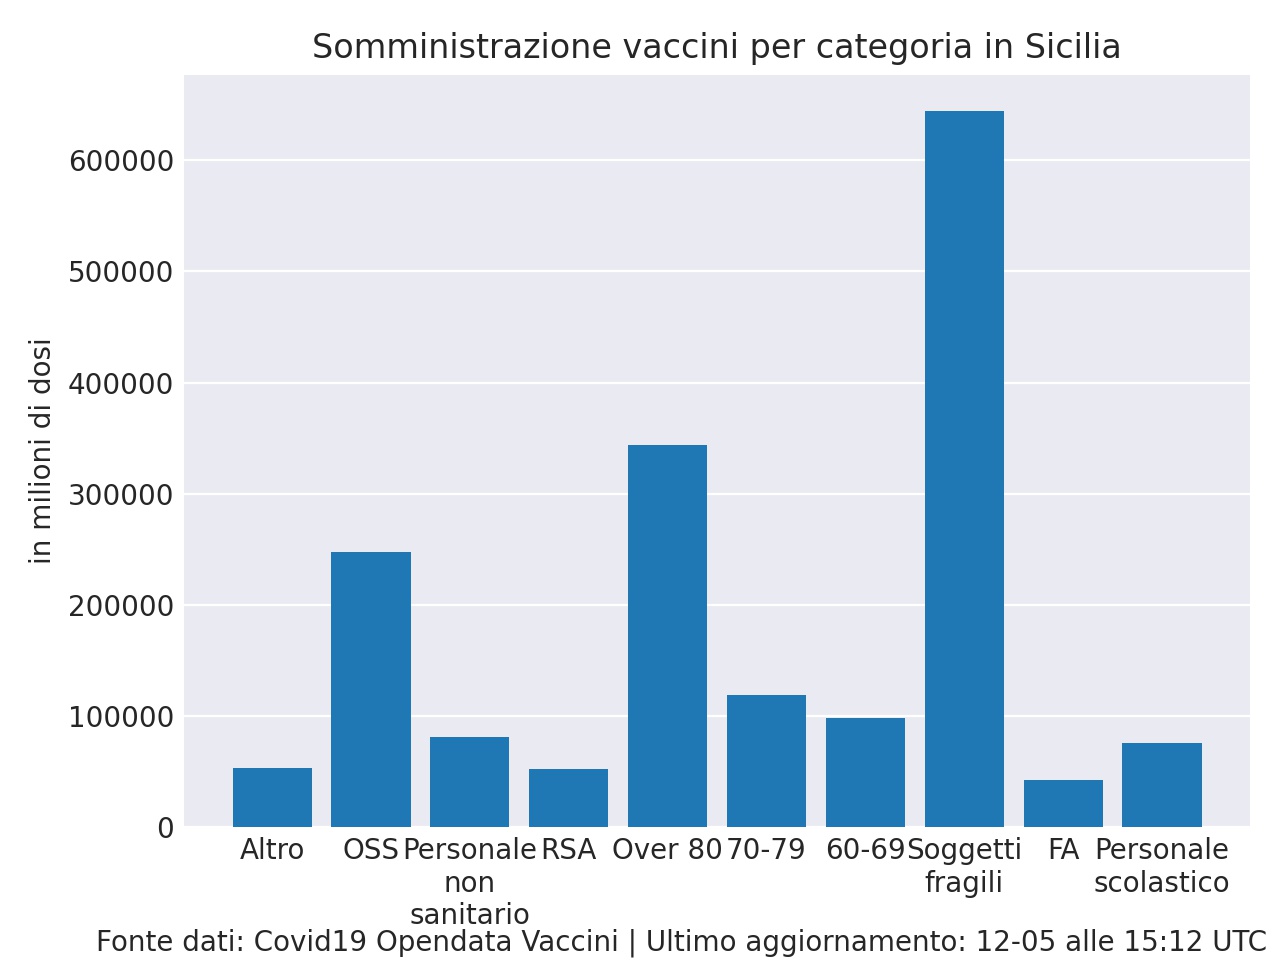 Somministrazione vaccini per categoria in Sicilia
in milioni di dosi
600000
500000
400000
300000
200000
100000
0
Altro
OSS
Personale
non
sanitario
RSA
Over 80
70-79
60-69
Soggetti
fragili
FA
Personale
scolastico
Fonte dati: Covid19 Opendata Vaccini | Ultimo aggiornamento: 12-05 alle 15:12 UTC